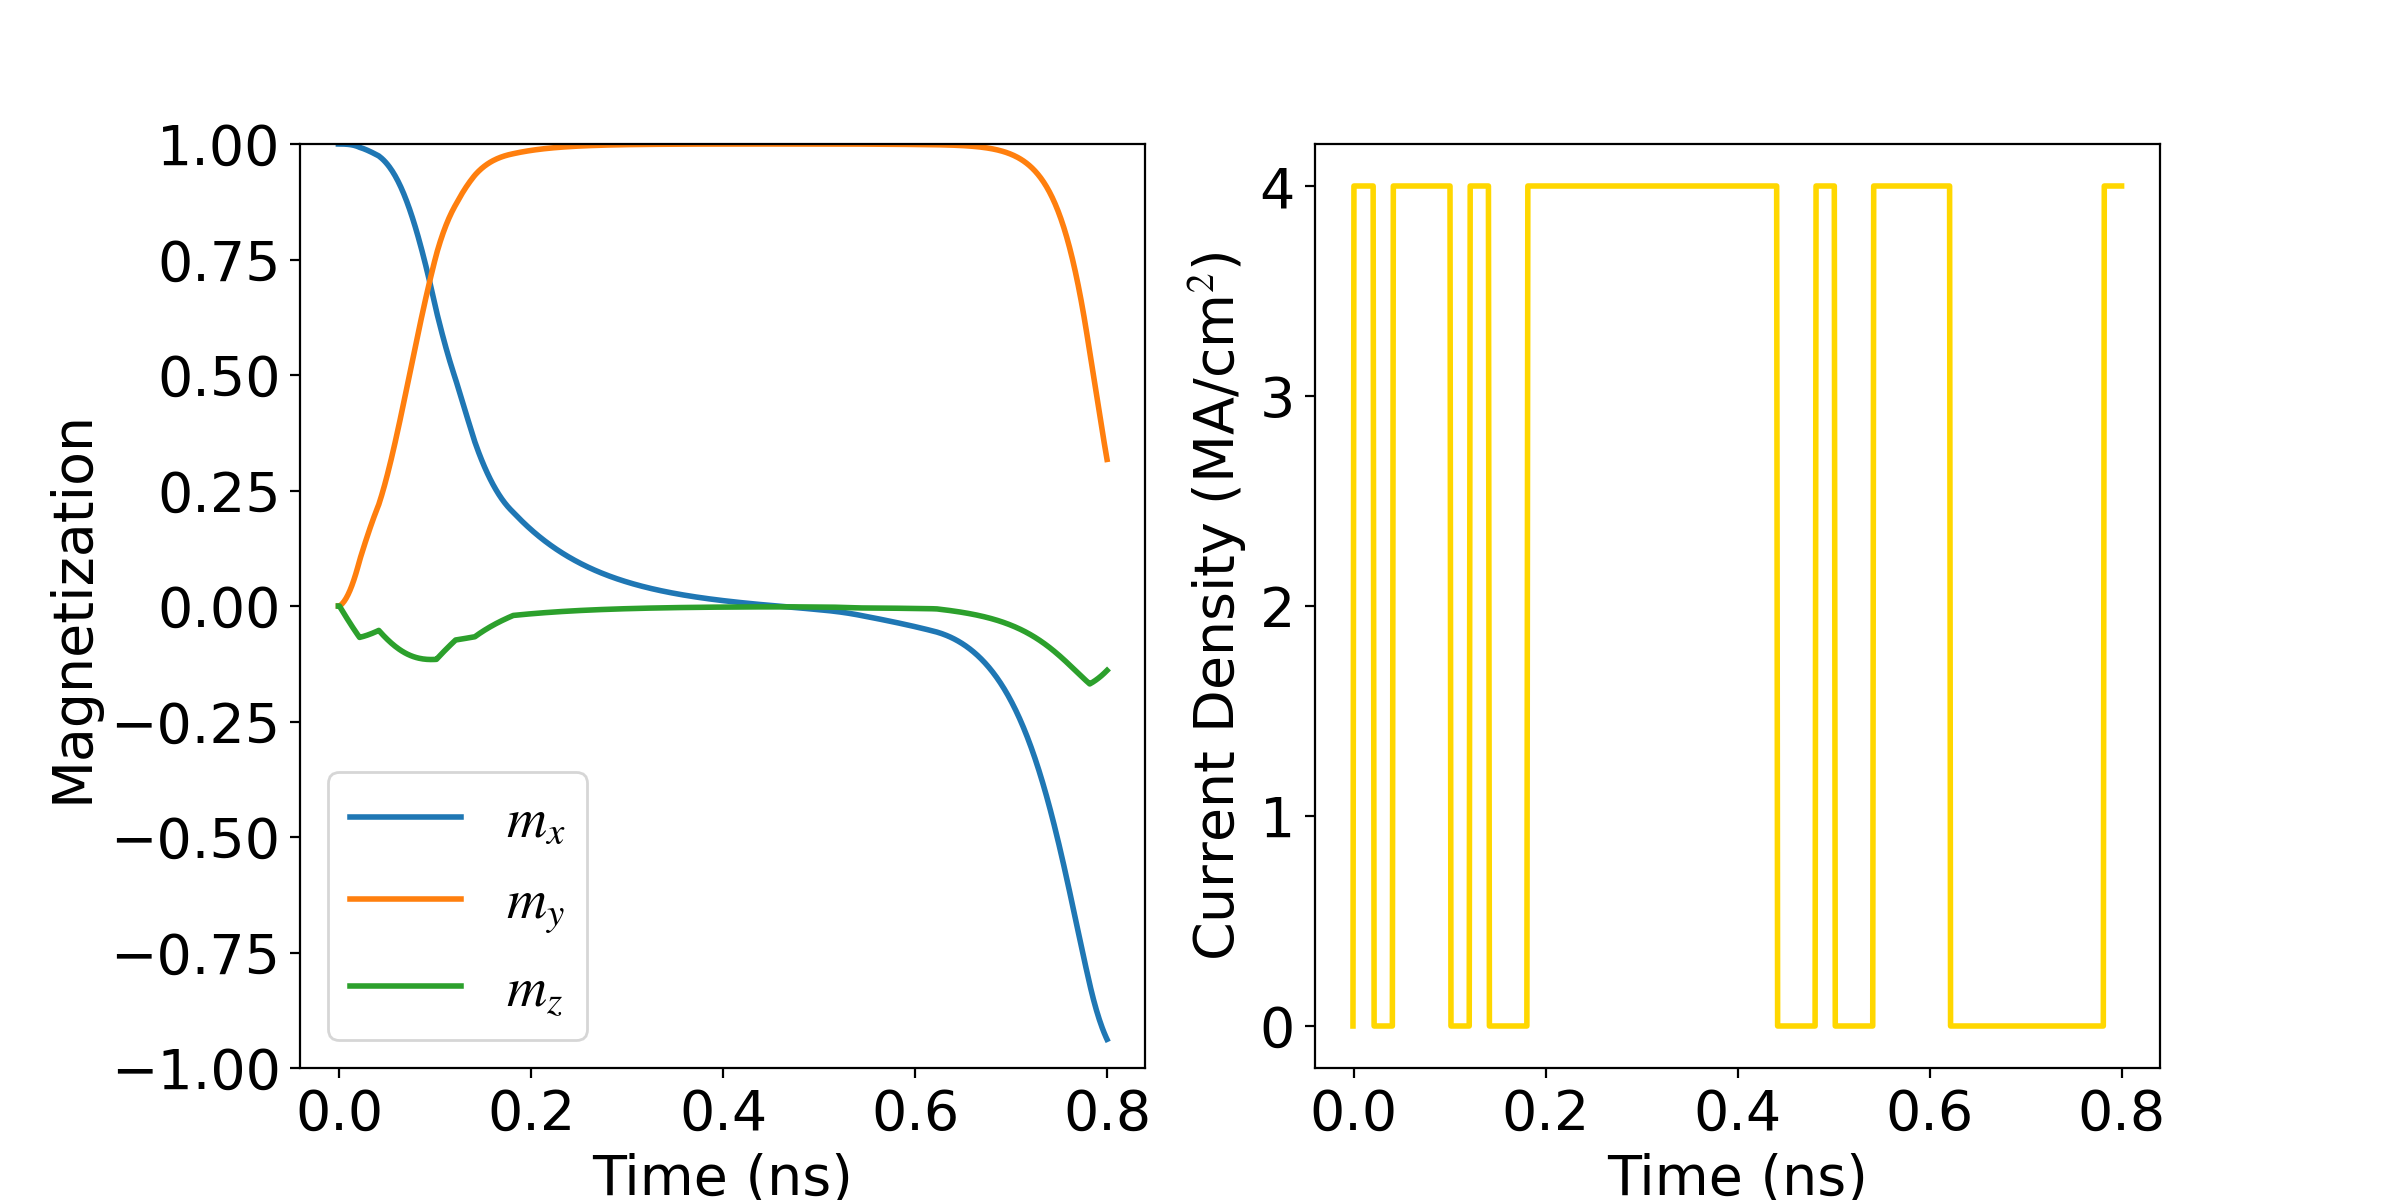 Magnetization
1.00
0.75
0.50
0.25
0.00
−0.25
−0.50
−0.75
−1.00
m_x
m_y
m_z
0.0 0.2 0.4 0.6 0.8
Time (ns)
Current Density (MA/cm²)
4
3
2
1
0
0.0 0.2 0.4 0.6 0.8
Time (ns)